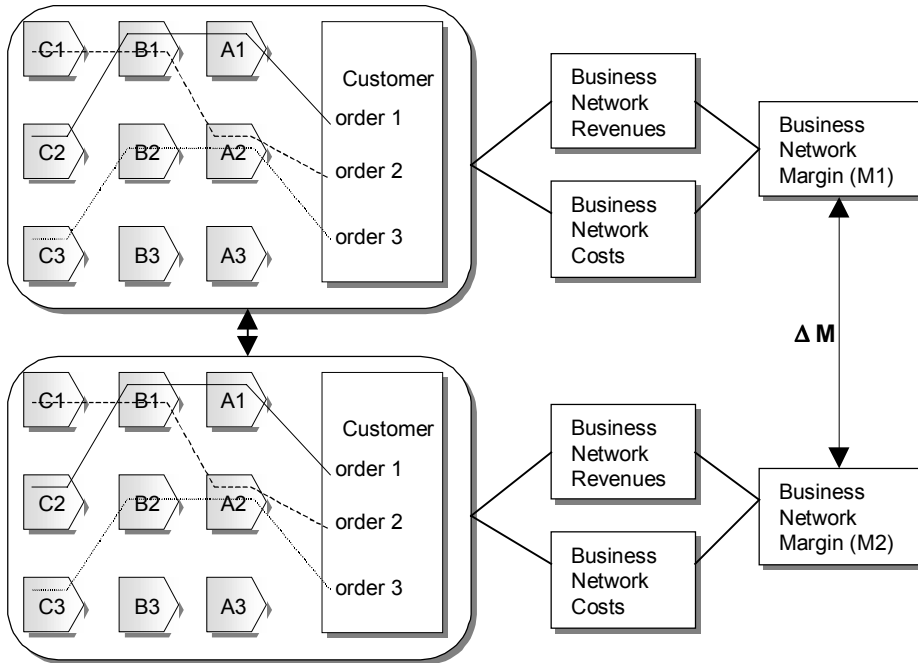 C1 B1 A1
Customer
order 1
C2 B2 A2
order 2
order 3
C3 B3 A3
Business
Network
Revenues
Business
Network
Costs
Business
Network
Margin (M1)
Δ M
C1 B1 A1
Customer
order 1
C2 B2 A2
order 2
order 3
C3 B3 A3
Business
Network
Revenues
Business
Network
Costs
Business
Network
Margin (M2)